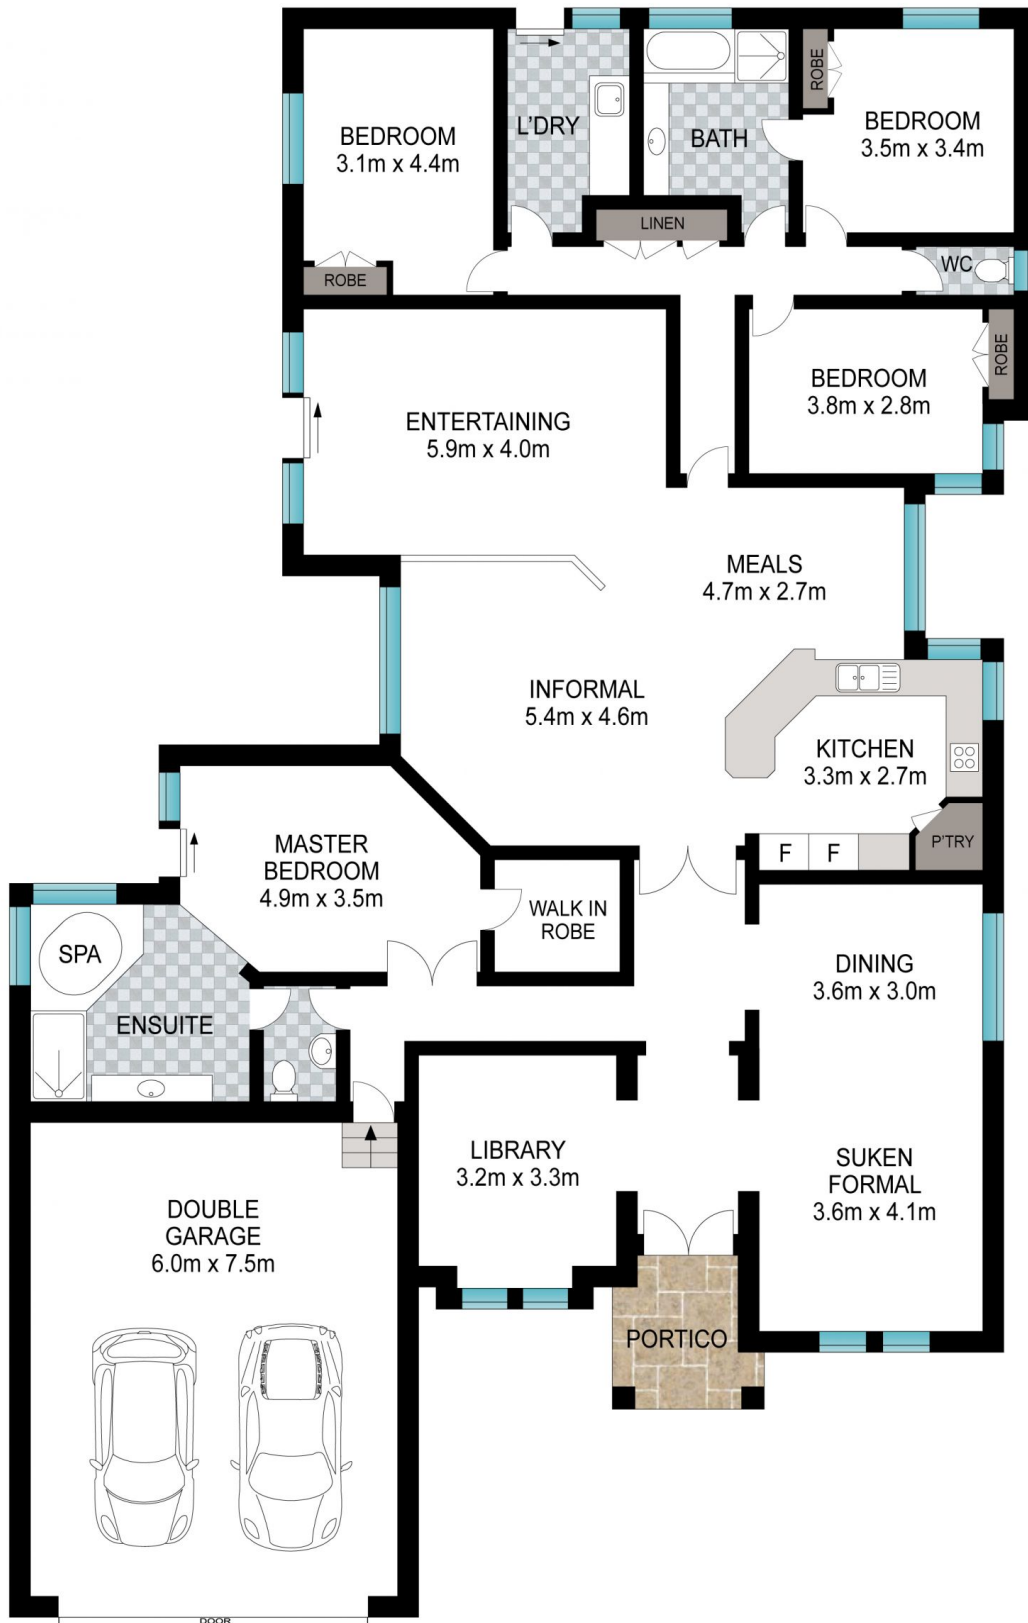 BEDROOM
3.1m x 4.4m
ROBE
L'DRY
BATH
LINEN
ROBE
BEDROOM
3.5m x 3.4m
WC
BEDROOM
3.8m x 2.8m
ROBE
ENTERTAINING
5.9m x 4.0m
MEALS
4.7m x 2.7m
INFORMAL
5.4m x 4.6m
KITCHEN
3.3m x 2.7m
P'TRY
F
F
MASTER
BEDROOM
4.9m x 3.5m
WALK IN
ROBE
SPA
ENSUITE
DINING
3.6m x 3.0m
LIBRARY
3.2m x 3.3m
SUKEN
FORMAL
3.6m x 4.1m
DOUBLE
GARAGE
6.0m x 7.5m
PORTICO
DOOR